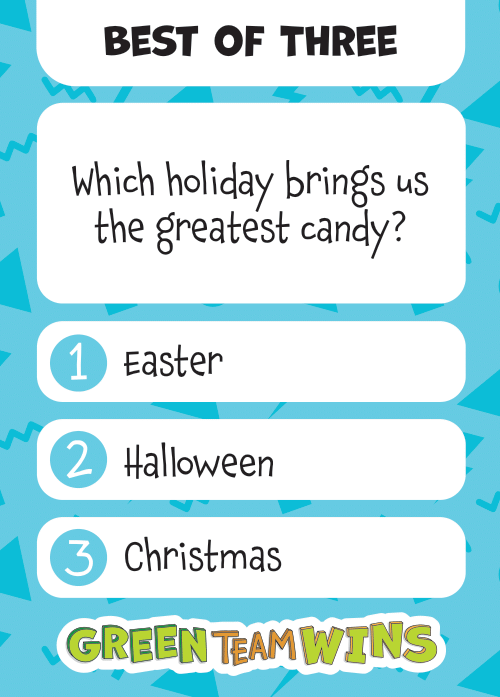 BEST OF THREE
Which holiday brings us
the greatest candy?
1 Easter
2 Halloween
3 Christmas
GREEN TEAM WINS